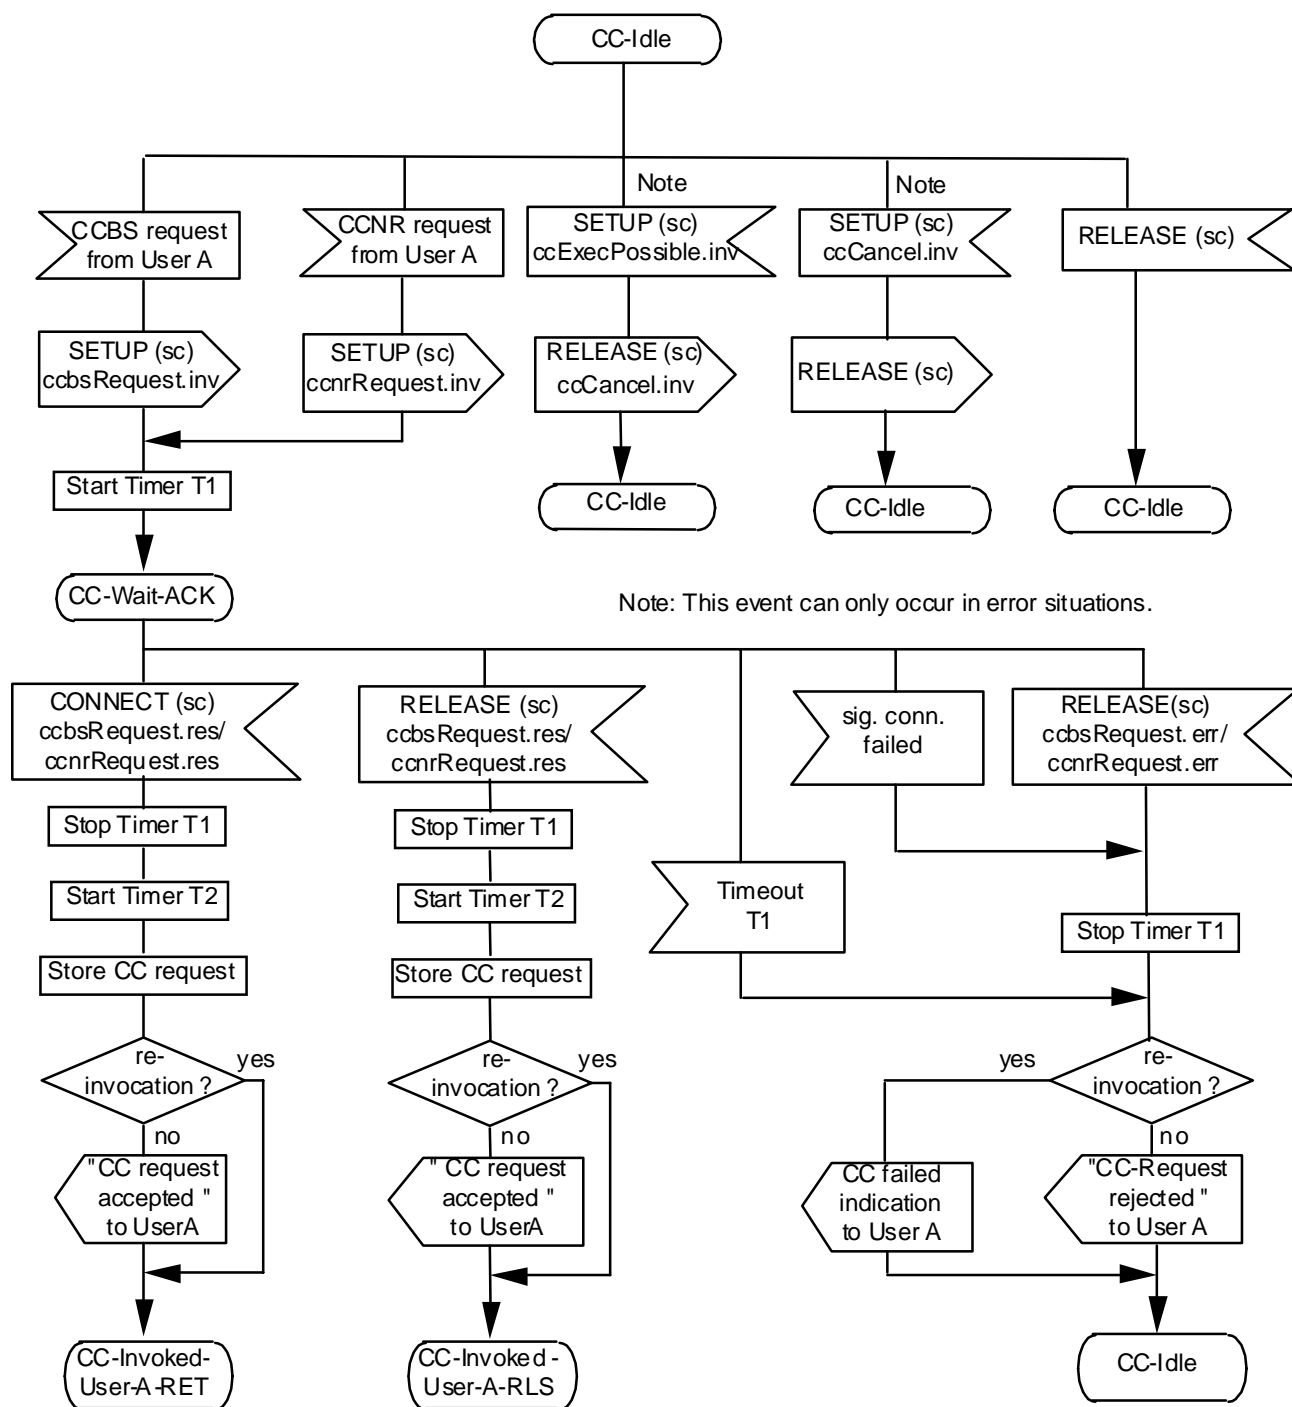 CC-Idle
Note
Note
CCBS request
from User A
CCNR request
from User A
SETUP (sc)
ccExecPossible.inv
SETUP (sc)
ccCancel.inv
RELEASE (sc)
SETUP (sc)
ccbsRequest.inv
SETUP (sc)
ccnrRequest.inv
RELEASE (sc)
ccCancel.inv
RELEASE (sc)
Start Timer T1
CC-Idle
CC-Idle
CC-Idle
CC-Wait-ACK
Note: This event can only occur in error situations.
CONNECT (sc)
ccbsRequest.res/
ccnrRequest.res
RELEASE (sc)
ccbsRequest.res/
ccnrRequest.res
sig. conn.
failed
RELEASE(sc)
ccbsRequest. err/
ccnrRequest.err
Stop Timer T1
Stop Timer T1
Start Timer T2
Start Timer T2
Timeout
T1
Stop Timer T1
Store CC request
Store CC request
re-
invocation ?
yes
no
re-
invocation ?
yes
no
yes
re-
invocation ?
no
"CC request
accepted "
to UserA
" CC request
accepted "
to UserA
CC failed
indication
to User A
"CC-Request
rejected "
to User A
CC-Invoked-
User-A-RET
CC-Invoked -
User-A-RLS
CC-Idle